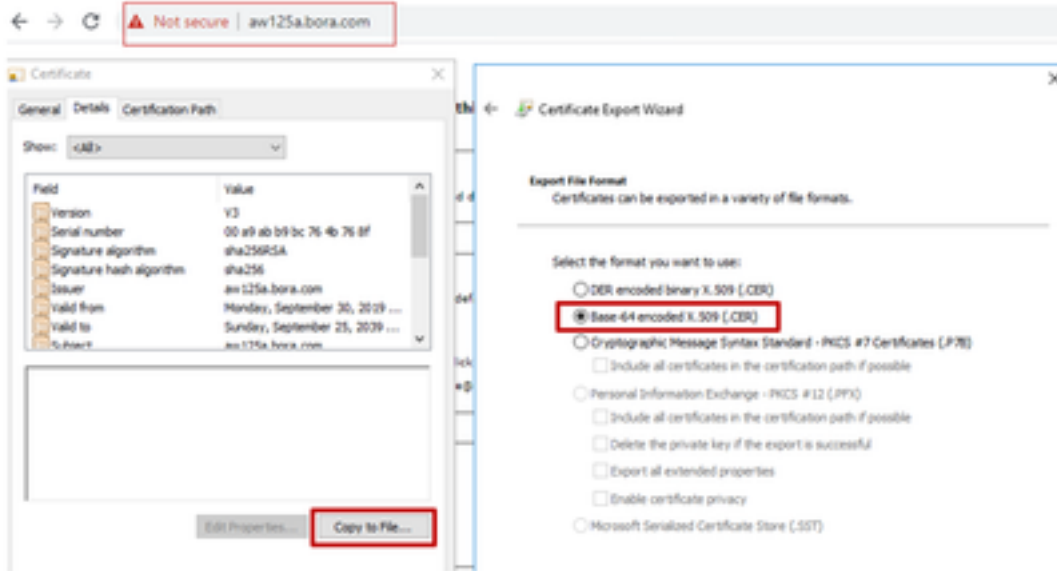 Not secure | aw125a.bora.com
Certificate
General Details Certification Path
Show: <All>
Field Value
Version V3
Serial number 00 a9 ab b9 bc 76 4b 76 8f
Signature algorithm sha256RSA
Signature hash algorithm sha256
Issuer aw125a.bora.com
Valid from Monday, September 30, 2019 ...
Valid to Sunday, September 25, 2039 ...
Subject aw125a.bora.com
Edit Properties...
Copy to File...
Certificate Export Wizard
Export File Format
Certificates can be exported in a variety of file formats.
Select the format you want to use:
DER encoded binary X.509 (.CER)
Base-64 encoded X.509 (.CER)
Cryptographic Message Syntax Standard - PKCS #7 Certificates (.P7B)
Include all certificates in the certification path if possible
Personal Information Exchange - PKCS #12 (.PFX)
Include all certificates in the certification path if possible
Delete the private key if the export is successful
Export all extended properties
Enable certificate privacy
Microsoft Serialized Certificate Store (.SST)